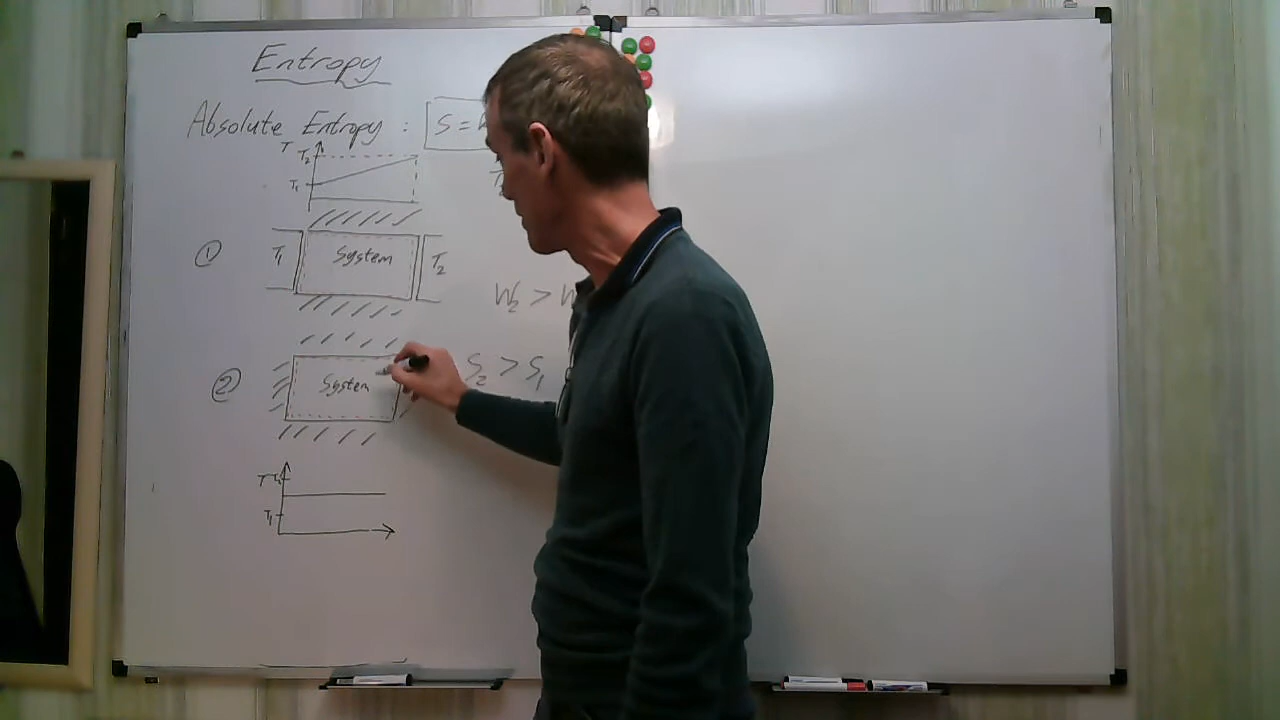 Entropy
Absolute Entropy : S =
T
T₂
T₁
① T₁ System T₂
W₂ > W
② System S₂ > S₁
T
T₁